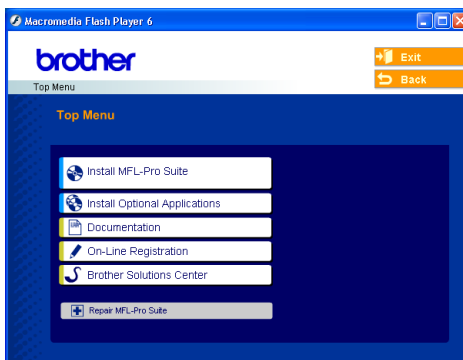 Macromedia Flash Player 6
brother
Exit
Back
Top Menu
Top Menu
Install MFL-Pro Suite
Install Optional Applications
Documentation
On-Line Registration
Brother Solutions Center
Repair MFL-Pro Suite